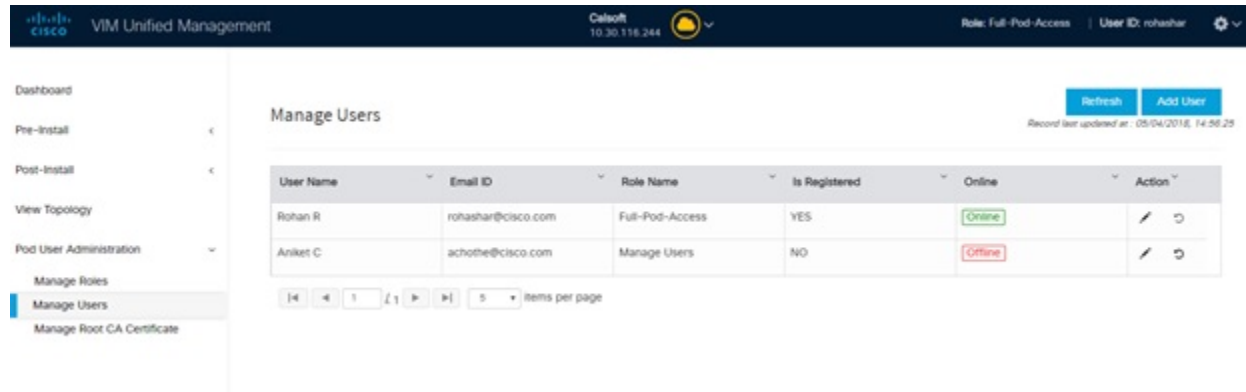 cisco
VIM Unified Management
Calsoft
10.30.116.244
Role: Full-Pod-Access | User ID: rohashar
Dashboard
Pre-Install
Post-Install
View Topology
Pod User Administration
Manage Roles
Manage Users
Manage Root CA Certificate
Manage Users
Refresh Add User
Record last updated at : 05/04/2018, 14:56:25
User Name Email ID Role Name Is Registered Online Action
Rohan R rohashar@cisco.com Full-Pod-Access YES Online
Aniket C achothe@cisco.com Manage Users NO Offline
1 / 1 5 items per page